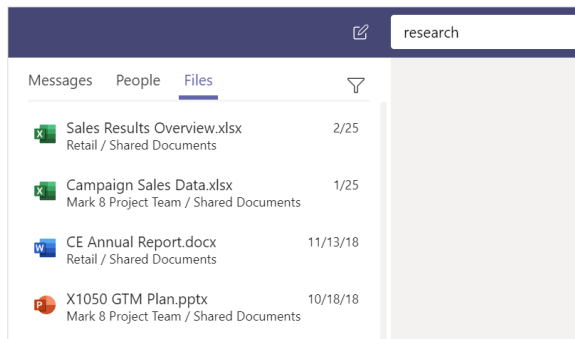 research
Messages People Files
Sales Results Overview.xlsx 2/25
Retail / Shared Documents
Campaign Sales Data.xlsx 1/25
Mark 8 Project Team / Shared Documents
CE Annual Report.docx 11/13/18
Retail / Shared Documents
X1050 GTM Plan.pptx 10/18/18
Mark 8 Project Team / Shared Documents